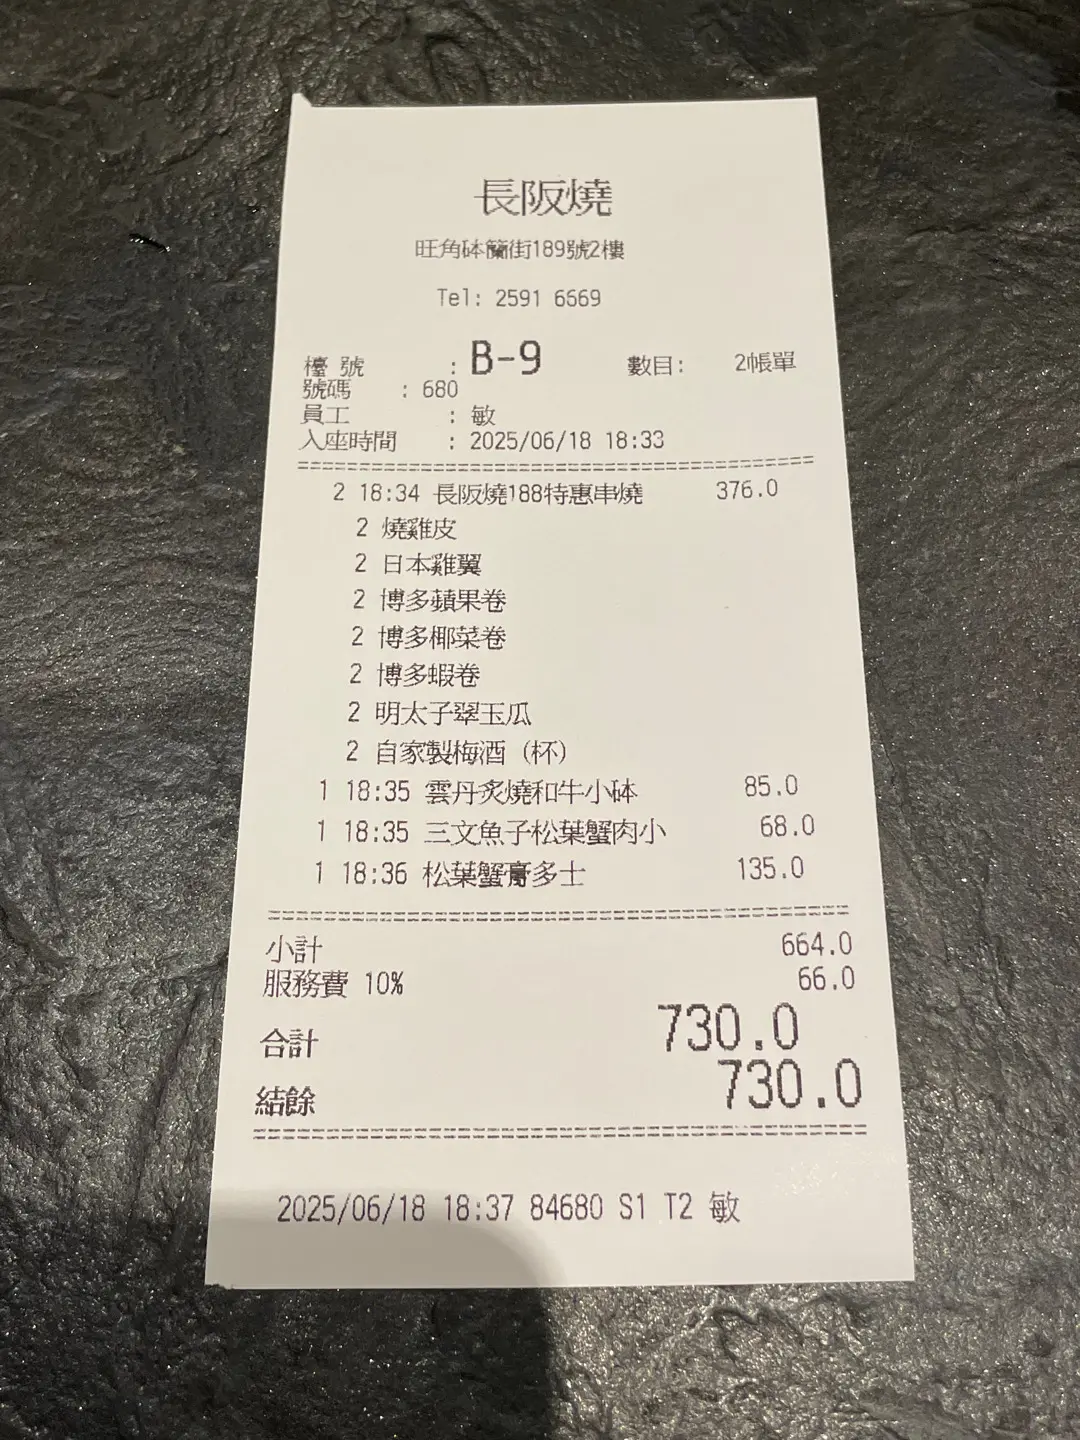 長阪燒
旺角砵蘭街189號2樓
Tel: 2591 6669
檯 號 : B-9 數目: 2帳單
號碼 : 680
員工 : 敏
入座時間 : 2025/06/18 18:33
2 18:34 長阪燒188特惠串燒 376.0
2 燒雞皮
2 日本雞翼
2 博多蘋果卷
2 博多椰菜卷
2 博多蝦卷
2 明太子翠玉瓜
2 自家製梅酒 (杯)
1 18:35 雲丹炙燒和牛小砵 85.0
1 18:35 三文魚子松葉蟹肉小 68.0
1 18:36 松葉蟹膏多士 135.0
小計 664.0
服務費 10% 66.0
合計 730.0
結餘 730.0
2025/06/18 18:37 84680 S1 T2 敏